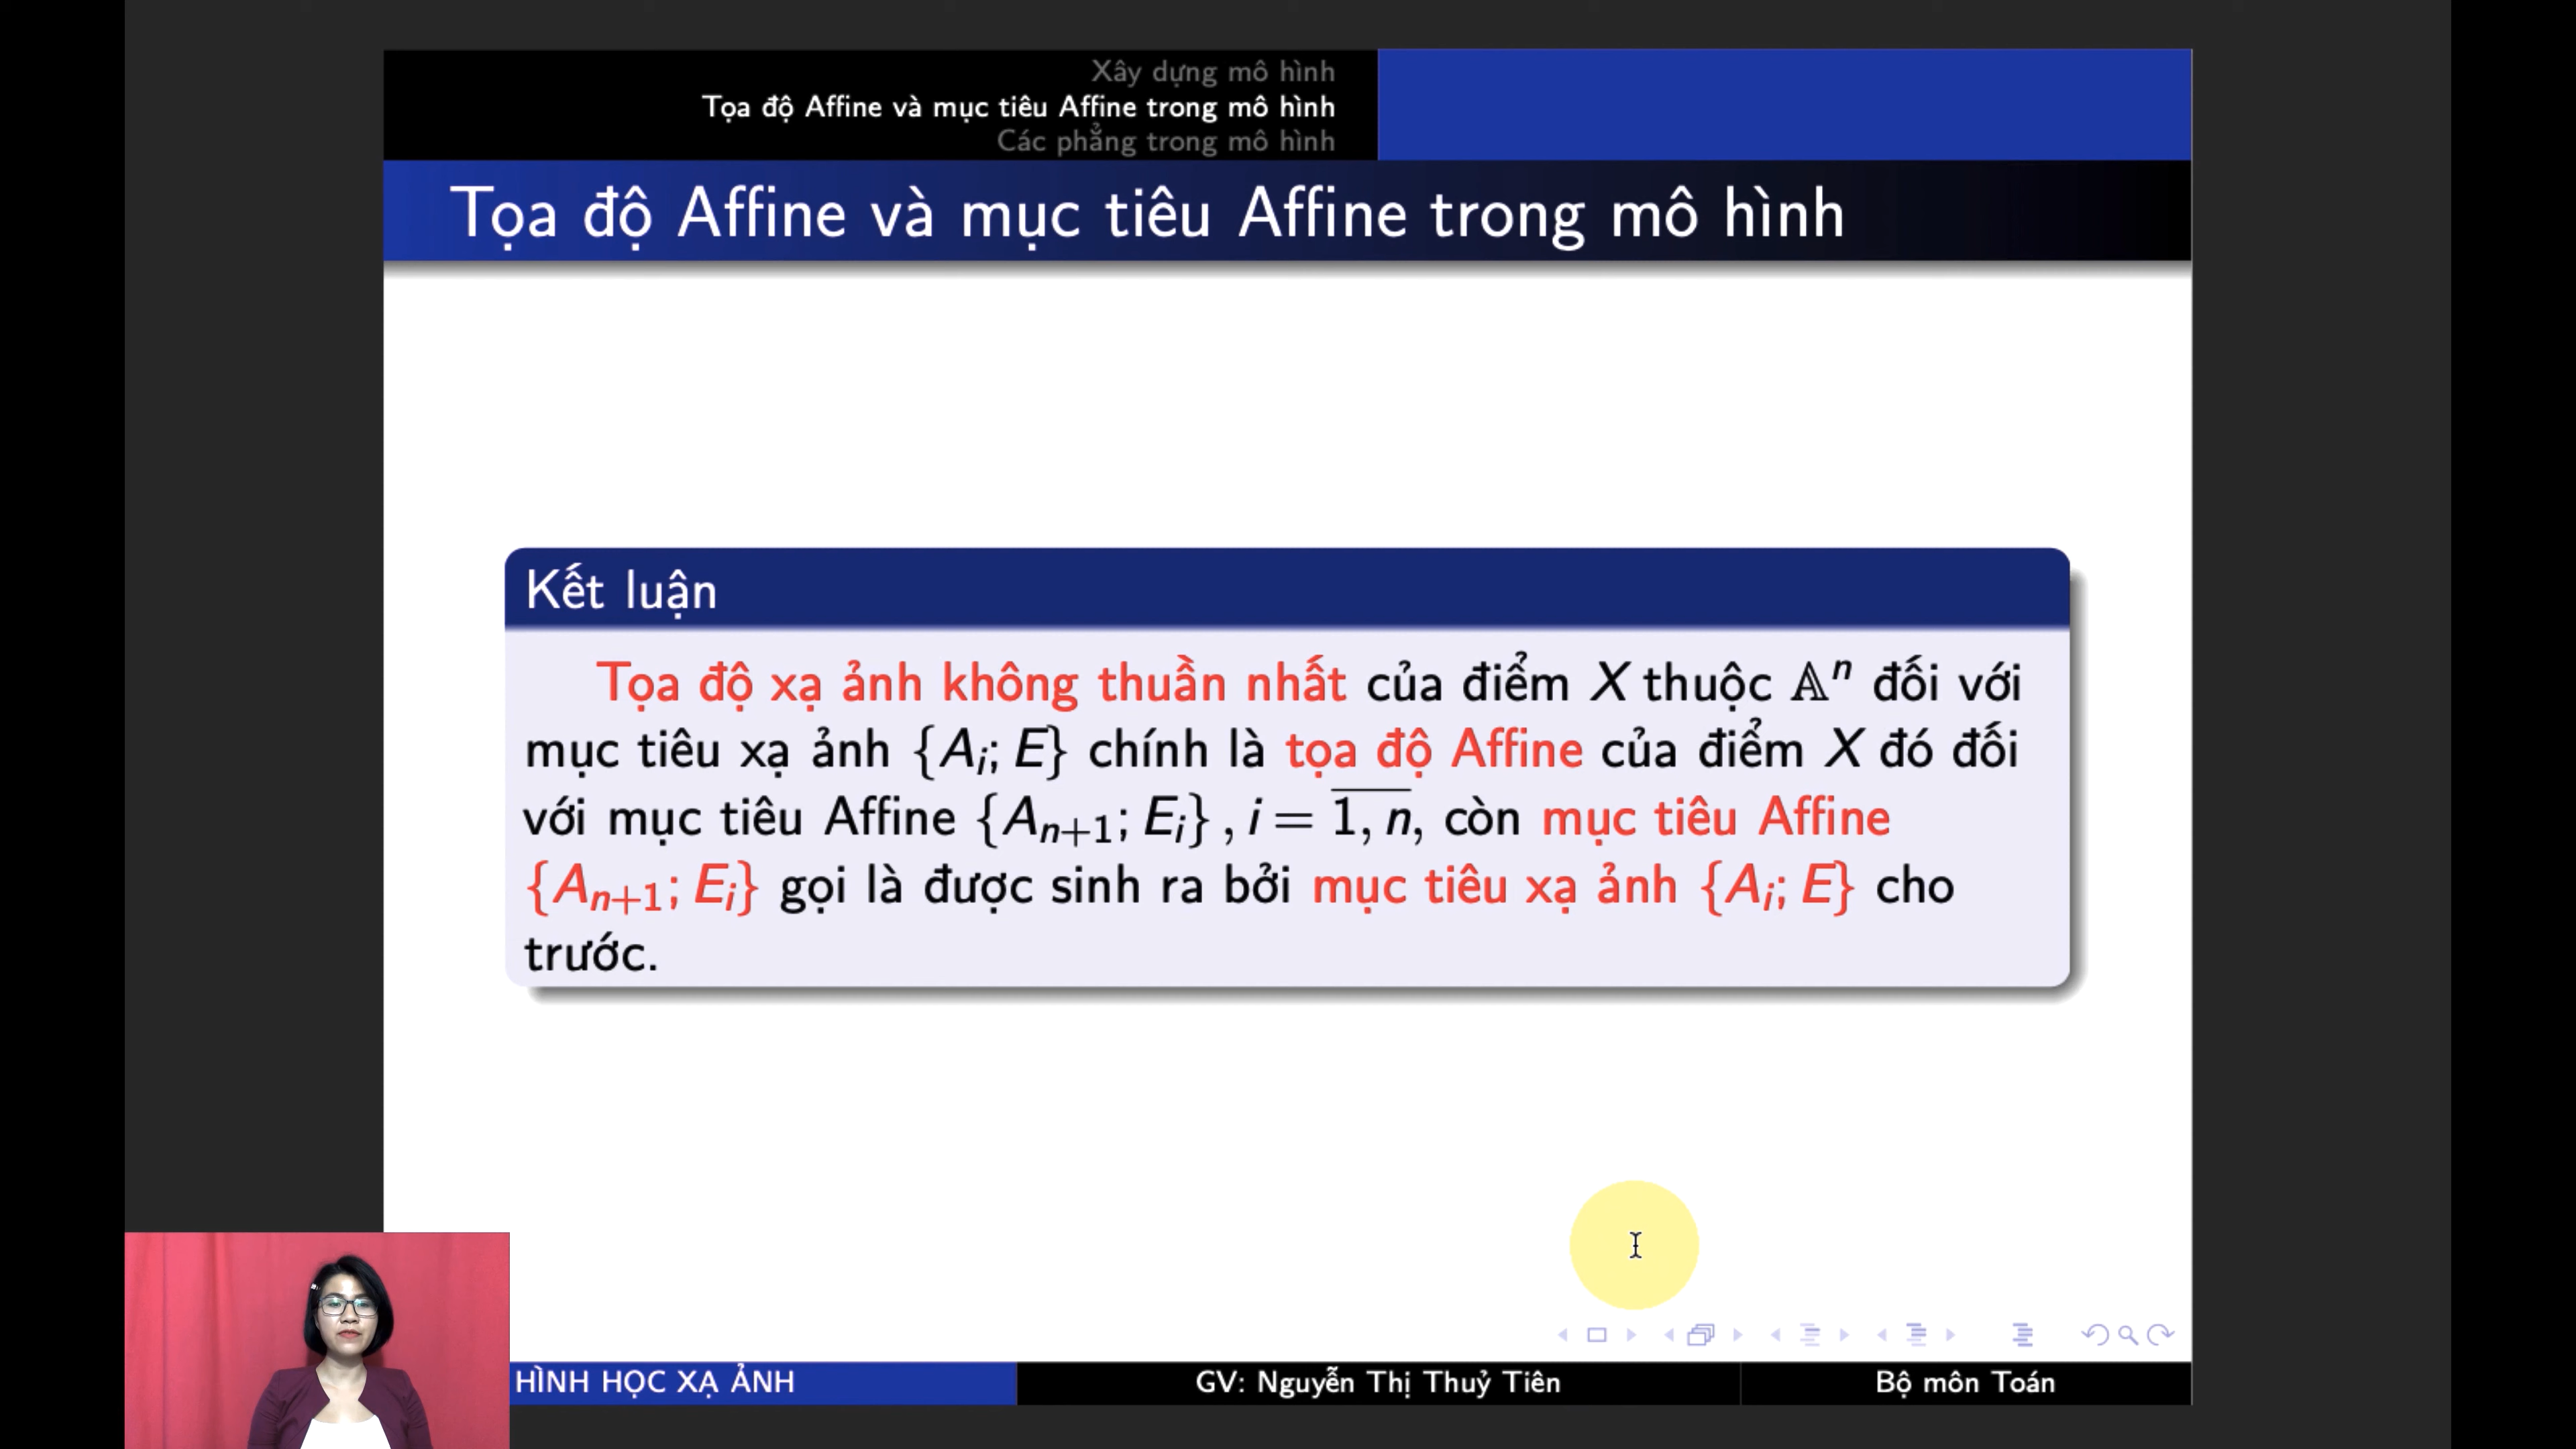 Xây dựng mô hình
Tọa độ Affine và mục tiêu Affine trong mô hình
Các phẳng trong mô hình
Tọa độ Affine và mục tiêu Affine trong mô hình
Kết luận
Tọa độ xạ ảnh không thuần nhất của điểm X thuộc 𝔸ⁿ đối với
mục tiêu xạ ảnh {Aᵢ; E} chính là tọa độ Affine của điểm X đó đối
với mục tiêu Affine {Aₙ₊₁; Eᵢ}, i = \overline{1, n}, còn mục tiêu Affine
{Aₙ₊₁; Eᵢ} gọi là được sinh ra bởi mục tiêu xạ ảnh {Aᵢ; E} cho
trước.
HÌNH HỌC XẠ ẢNH
GV: Nguyễn Thị Thuỷ Tiên
Bộ môn Toán